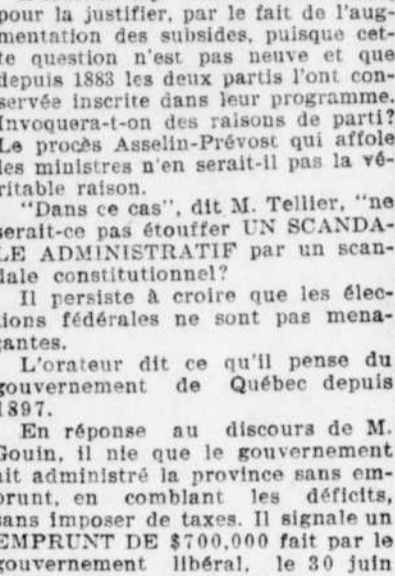 pour la justifier, par le fait de l'aug-
mentation des subsides, puisque cet-
te question n'est pas neuve et que
depuis 1883 les deux partis l'ont con-
servée inscrite dans leur programme.
Invoquera-t-on des raisons de parti?
Le procès Asselin-Prévost qui affole
les ministres n'en serait-il pas la vé-
ritable raison.
"Dans ce cas", dit M. Tellier, "ne
serait-ce pas étouffer UN SCANDA-
LE ADMINISTRATIF par un scan-
dale constitutionnel?
Il persiste à croire que les élec-
tions fédérales ne sont pas mena-
çantes.
L'orateur dit ce qu'il pense du
gouvernement de Québec depuis
1897.
En réponse au discours de M.
Gouin, il nie que le gouvernement
ait administré la province sans em-
prunt, en comblant les déficits,
sans imposer de taxes. Il signale un
EMPRUNT DE $700,000 fait par le
gouvernement libéral, le 30 juin